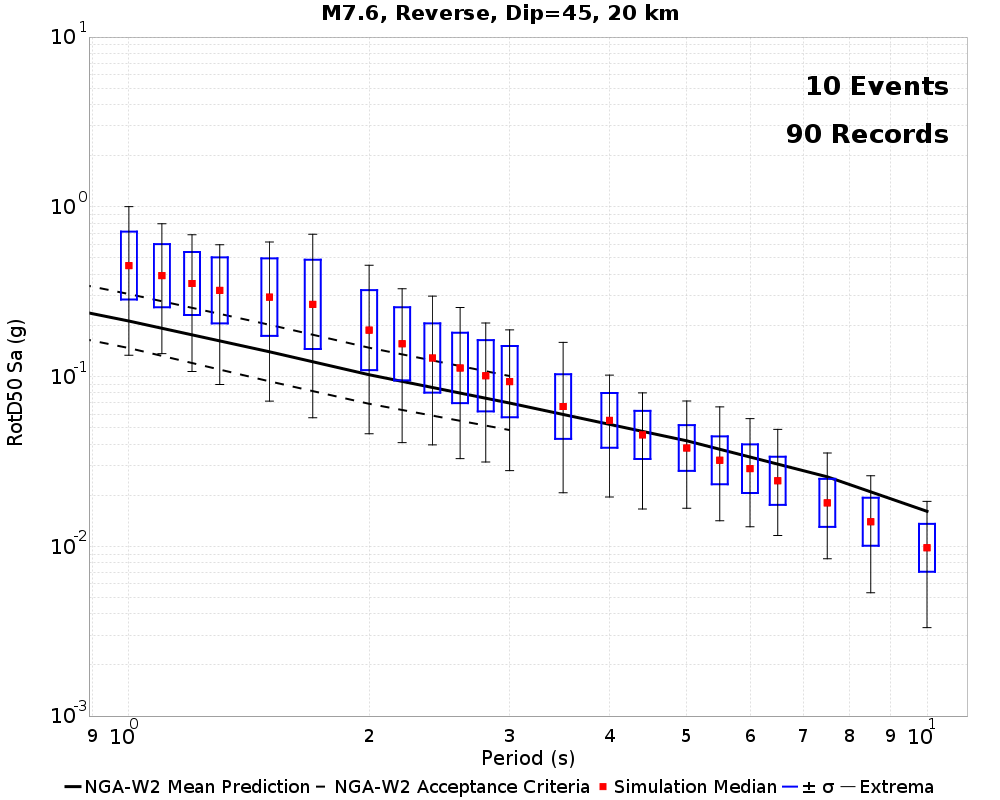 M7.6, Reverse, Dip=45, 20 km
10 Events
90 Records
10^1
10^0
10^-1
10^-2
10^-3
RotD50 Sa (g)
9 10^0 2 3 4 5 6 7 8 9 10^1
Period (s)
NGA-W2 Mean Prediction NGA-W2 Acceptance Criteria Simulation Median ± σ Extrema